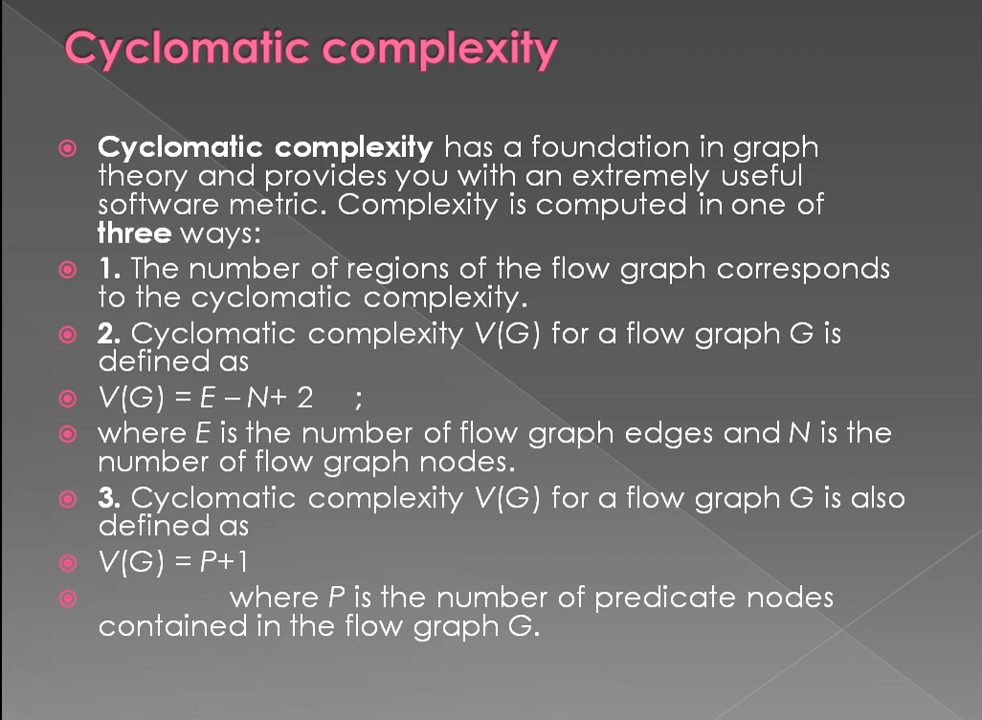 Cyclomatic complexity
Cyclomatic complexity has a foundation in graph
theory and provides you with an extremely useful
software metric. Complexity is computed in one of
three ways:
1. The number of regions of the flow graph corresponds
to the cyclomatic complexity.
2. Cyclomatic complexity V(G) for a flow graph G is
defined as
V(G) = E – N+ 2 ;
where E is the number of flow graph edges and N is the
number of flow graph nodes.
3. Cyclomatic complexity V(G) for a flow graph G is also
defined as
V(G) = P+1
where P is the number of predicate nodes
contained in the flow graph G.